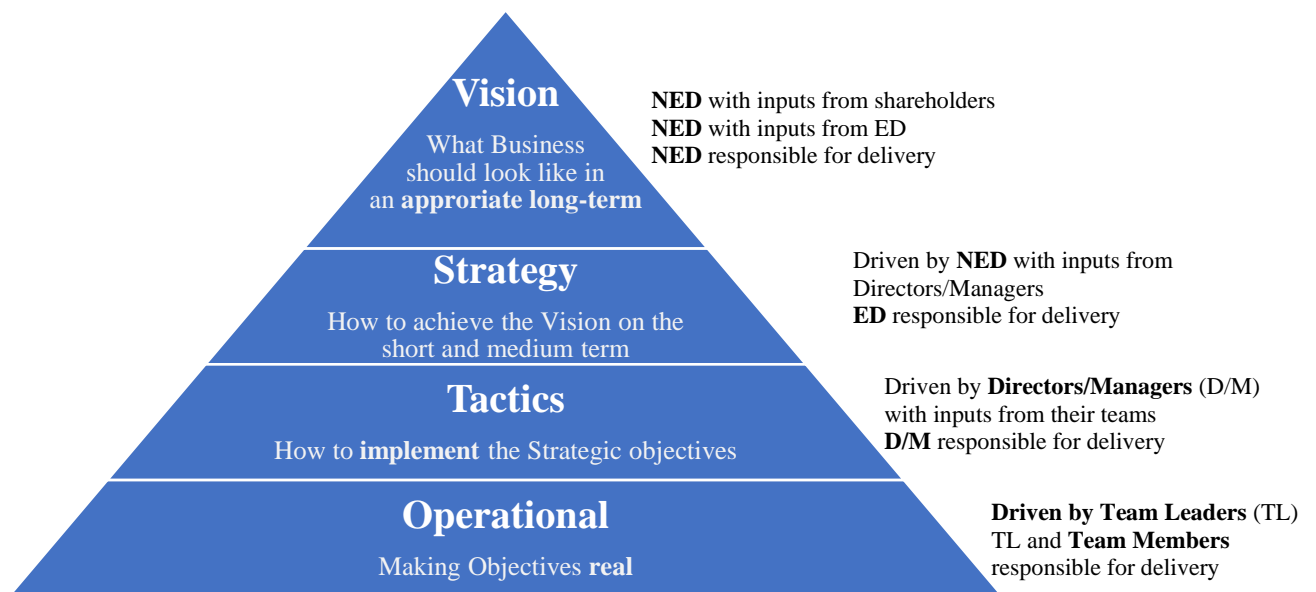 Vision
What Business
should look like in
an approriate long-term
NED with inputs from shareholders
NED with inputs from ED
NED responsible for delivery
Strategy
How to achieve the Vision on the
short and medium term
Driven by NED with inputs from
Directors/Managers
ED responsible for delivery
Tactics
How to implement the Strategic objectives
Driven by Directors/Managers (D/M)
with inputs from their teams
D/M responsible for delivery
Operational
Making Objectives real
Driven by Team Leaders (TL)
TL and Team Members
responsible for delivery